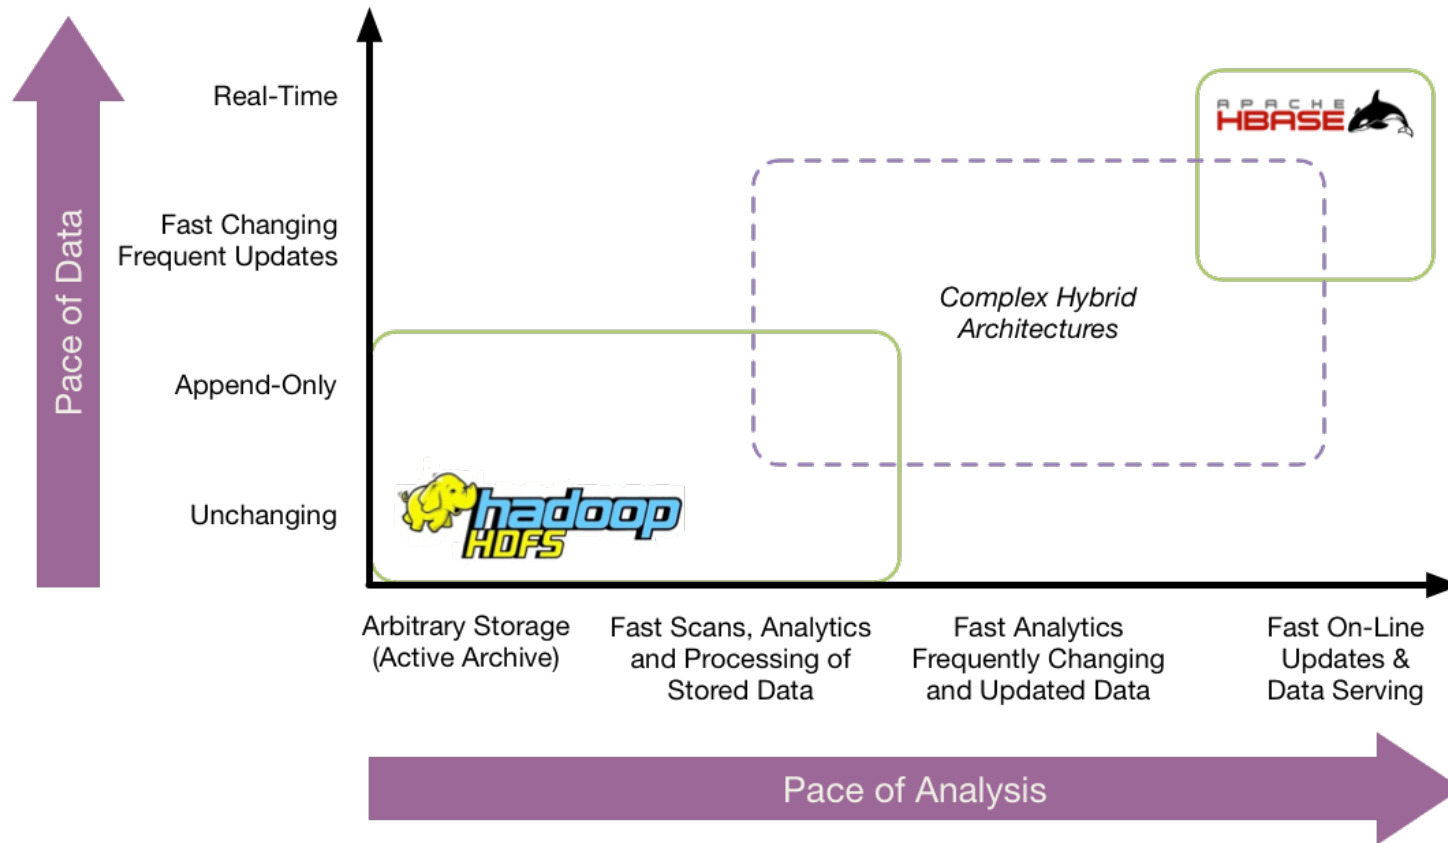 Pace of Data
Real-Time
Fast Changing
Frequent Updates
Append-Only
Unchanging
APACHE
HBASE
Complex Hybrid
Architectures
hadoop
HDFS
Arbitrary Storage
(Active Archive)
Fast Scans, Analytics
and Processing of
Stored Data
Fast Analytics
Frequently Changing
and Updated Data
Fast On-Line
Updates &
Data Serving
Pace of Analysis